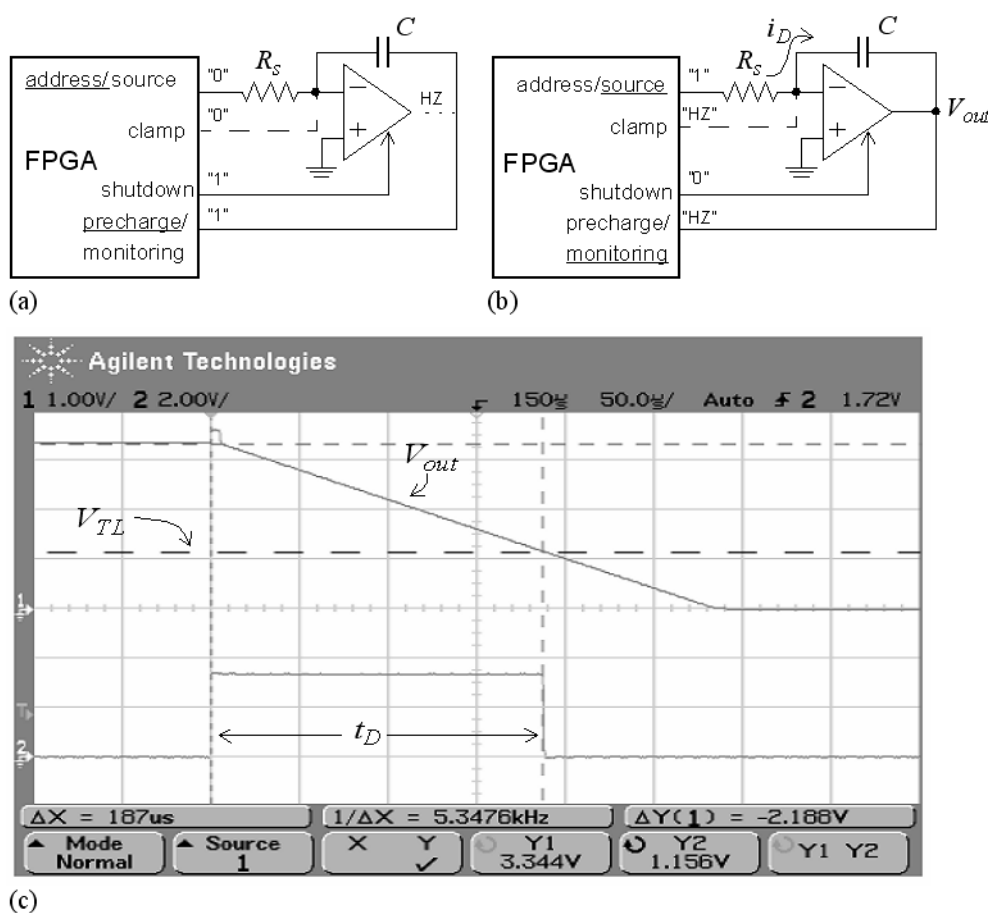 R_s
C
address/source
"0"
"0"
clamp
HZ
FPGA
shutdown
"1"
precharge/
"1"
monitoring
(a)
i_D
R_s
C
address/source
"1"
"HZ"
clamp
V_out
FPGA
shutdown
"0"
precharge/
"HZ"
monitoring
(b)
Agilent Technologies
1 1.00V/ 2 2.00V/ 150us 50.0us/ Auto 2 1.72V
V_out
V_TL
1
T
t_D
2
ΔX = 187us
1/ΔX = 5.3476kHz
ΔY(1) = -2.188V
Mode
Normal
Source
1
X Y
✓
Y1
3.344V
Y2
1.156V
Y1 Y2
(c)